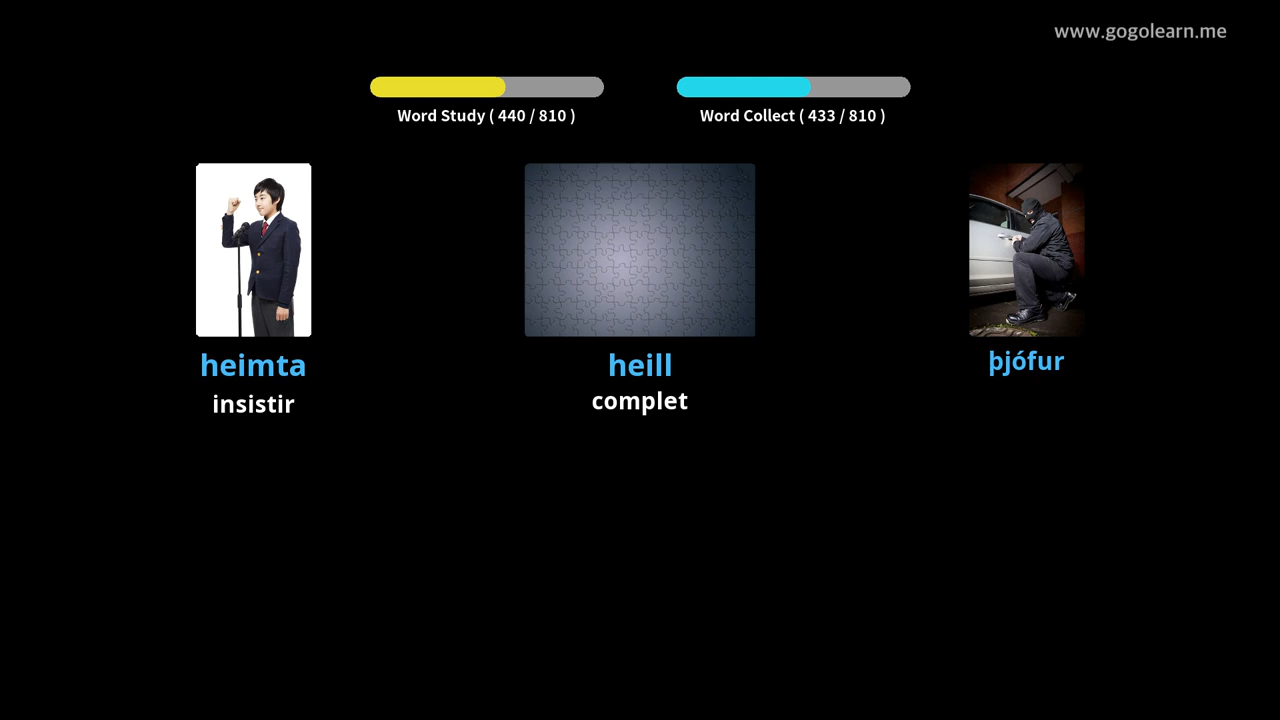 www.gogolearn.me
Word Study ( 440 / 810 )
Word Collect ( 433 / 810 )
heimta
insistir
heill
complet
þjófur